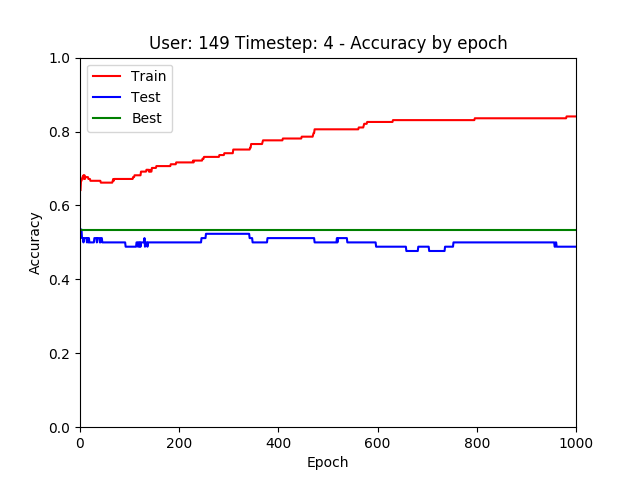 User: 149 Timestep: 4 - Accuracy by epoch
1.0
0.8
0.6
0.4
0.2
0.0
Accuracy
Train
Test
Best
0 200 400 600 800 1000
Epoch